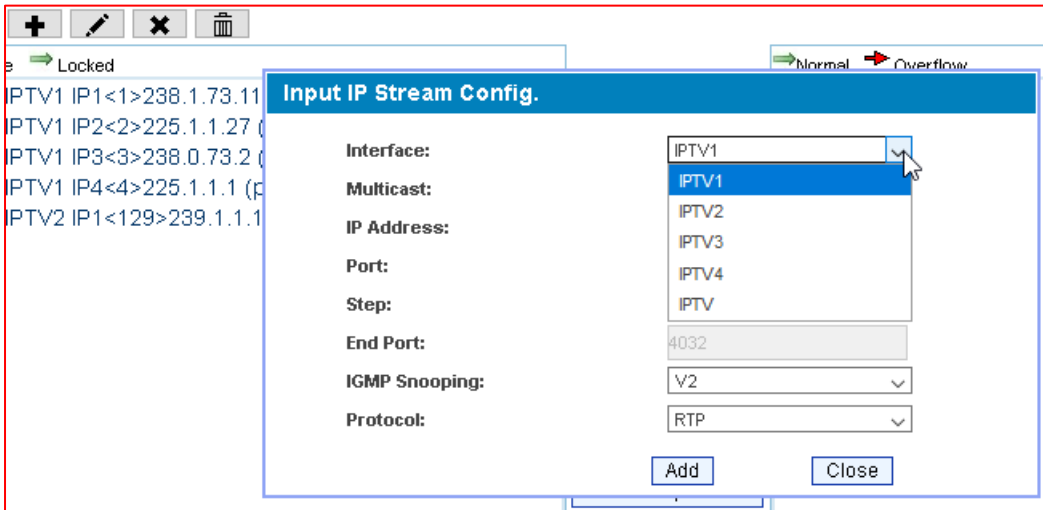 e Locked
Normal Overflow
IPTV1 IP1<1>238.1.73.11
IPTV1 IP2<2>225.1.1.27 (
IPTV1 IP3<3>238.0.73.2 (
IPTV1 IP4<4>225.1.1.1 (p
IPTV2 IP1<129>239.1.1.1
Input IP Stream Config.
Interface: IPTV1
Multicast: IPTV1
IPTV2
IP Address: IPTV3
Port: IPTV4
Step: IPTV
End Port: 4032
IGMP Snooping: V2
Protocol: RTP
Add Close